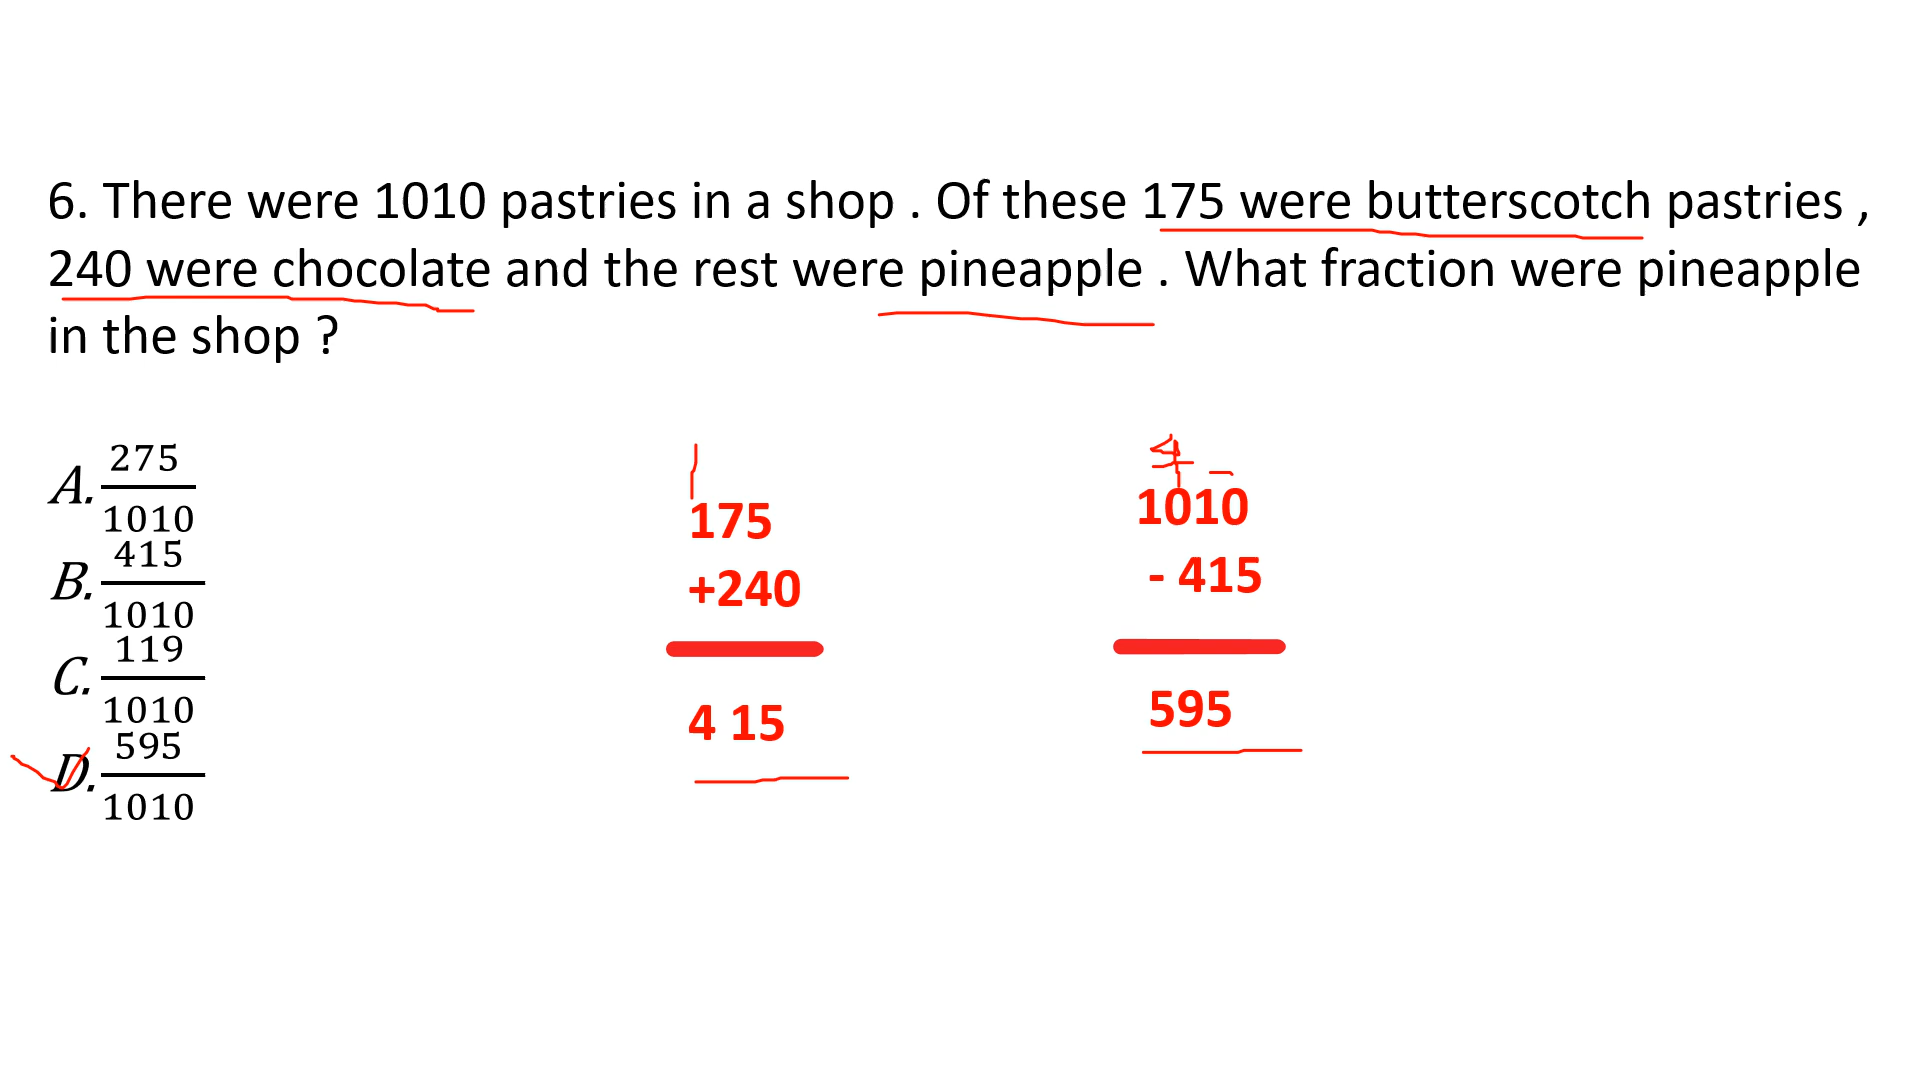 6. There were 1010 pastries in a shop . Of these 175 were butterscotch pastries ,
240 were chocolate and the rest were pineapple . What fraction were pineapple
in the shop ?
A. 275/1010
B. 415/1010
C. 119/1010
D. 595/1010
1
175
+240
4 15
1010
- 415
595